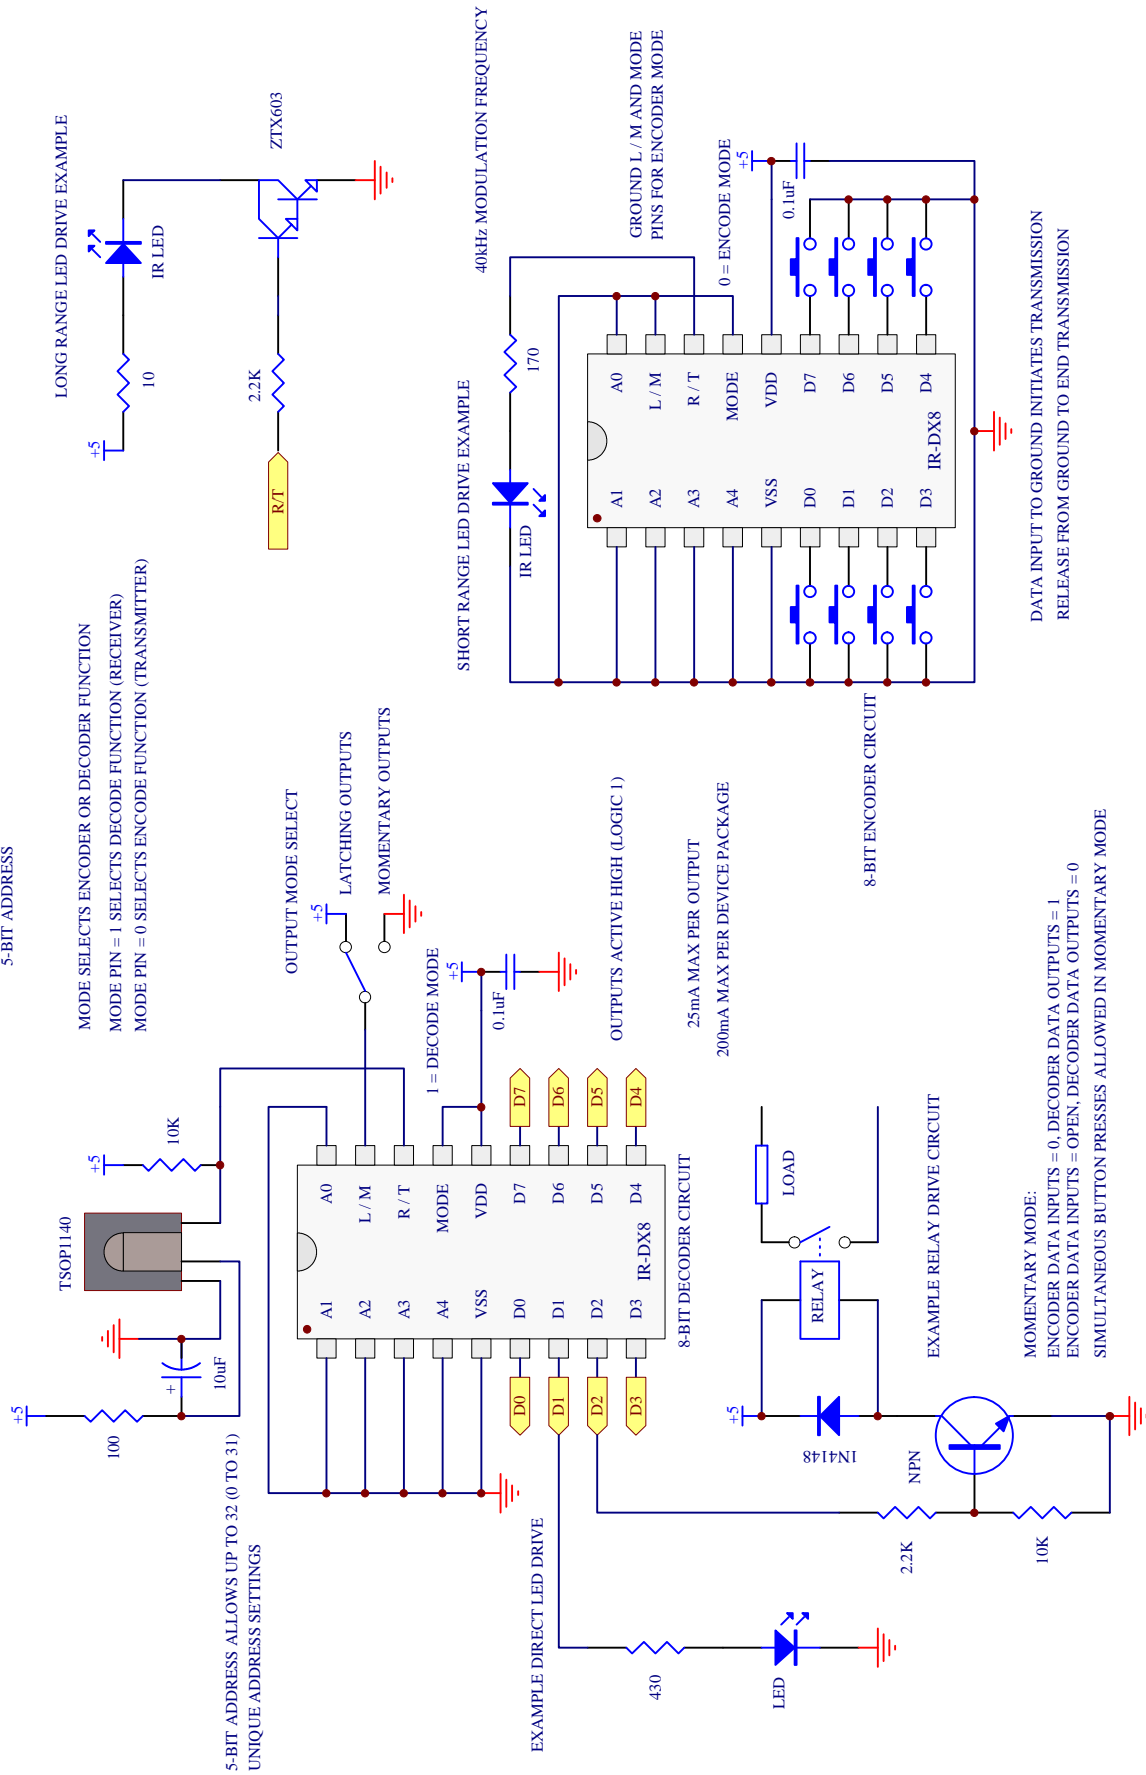 5-BIT ADDRESS
5-BIT ADDRESS ALLOWS UP TO 32 (0 TO 31)
UNIQUE ADDRESS SETTINGS
+5
100
10uF
+
TSOP1140
+5
10K
MODE SELECTS ENCODER OR DECODER FUNCTION
MODE PIN = 1 SELECTS DECODE FUNCTION (RECEIVER)
MODE PIN = 0 SELECTS ENCODE FUNCTION (TRANSMITTER)
A1
A2
A3
A4
VSS
D0
D1
D2
D3
A0
L / M
R / T
MODE
VDD
D7
D6
D5
D4
IR-DX8
8-BIT DECODER CIRCUIT
D0
D1
D2
D3
D7
D6
D5
D4
OUTPUT MODE SELECT
+5
LATCHING OUTPUTS
MOMENTARY OUTPUTS
1 = DECODE MODE
+5
0.1uF
OUTPUTS ACTIVE HIGH (LOGIC 1)
25mA MAX PER OUTPUT
200mA MAX PER DEVICE PACKAGE
EXAMPLE DIRECT LED DRIVE
430
LED
+5
1N4148
NPN
2.2K
10K
RELAY
LOAD
EXAMPLE RELAY DRIVE CIRCUIT
MOMENTARY MODE:
ENCODER DATA INPUTS = 0, DECODER DATA OUTPUTS = 1
ENCODER DATA INPUTS = OPEN, DECODER DATA OUTPUTS = 0
SIMULTANEOUS BUTTON PRESSES ALLOWED IN MOMENTARY MODE
LONG RANGE LED DRIVE EXAMPLE
+5
10
IR LED
R/T
2.2K
ZTX603
SHORT RANGE LED DRIVE EXAMPLE
40kHz MODULATION FREQUENCY
IR LED
170
GROUND L / M AND MODE
PINS FOR ENCODER MODE
0 = ENCODE MODE
+5
0.1uF
A1
A2
A3
A4
VSS
D0
D1
D2
D3
A0
L / M
R / T
MODE
VDD
D7
D6
D5
D4
IR-DX8
8-BIT ENCODER CIRCUIT
DATA INPUT TO GROUND INITIATES TRANSMISSION
RELEASE FROM GROUND TO END TRANSMISSION